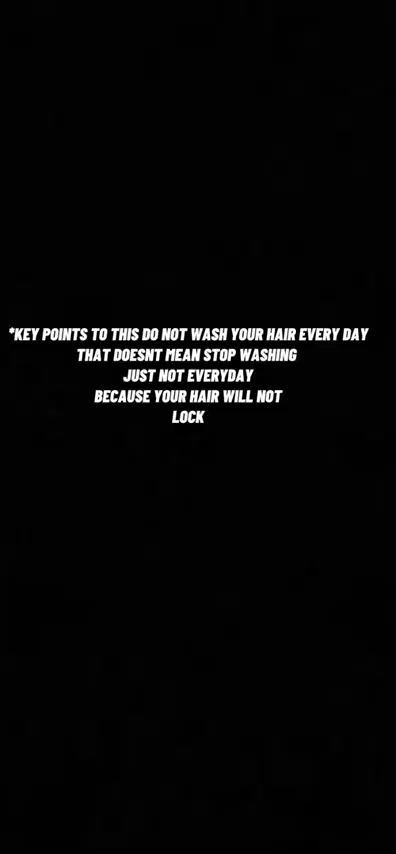 *KEY POINTS TO THIS DO NOT WASH YOUR HAIR EVERY DAY
THAT DOESNT MEAN STOP WASHING
JUST NOT EVERYDAY
BECAUSE YOUR HAIR WILL NOT
LOCK